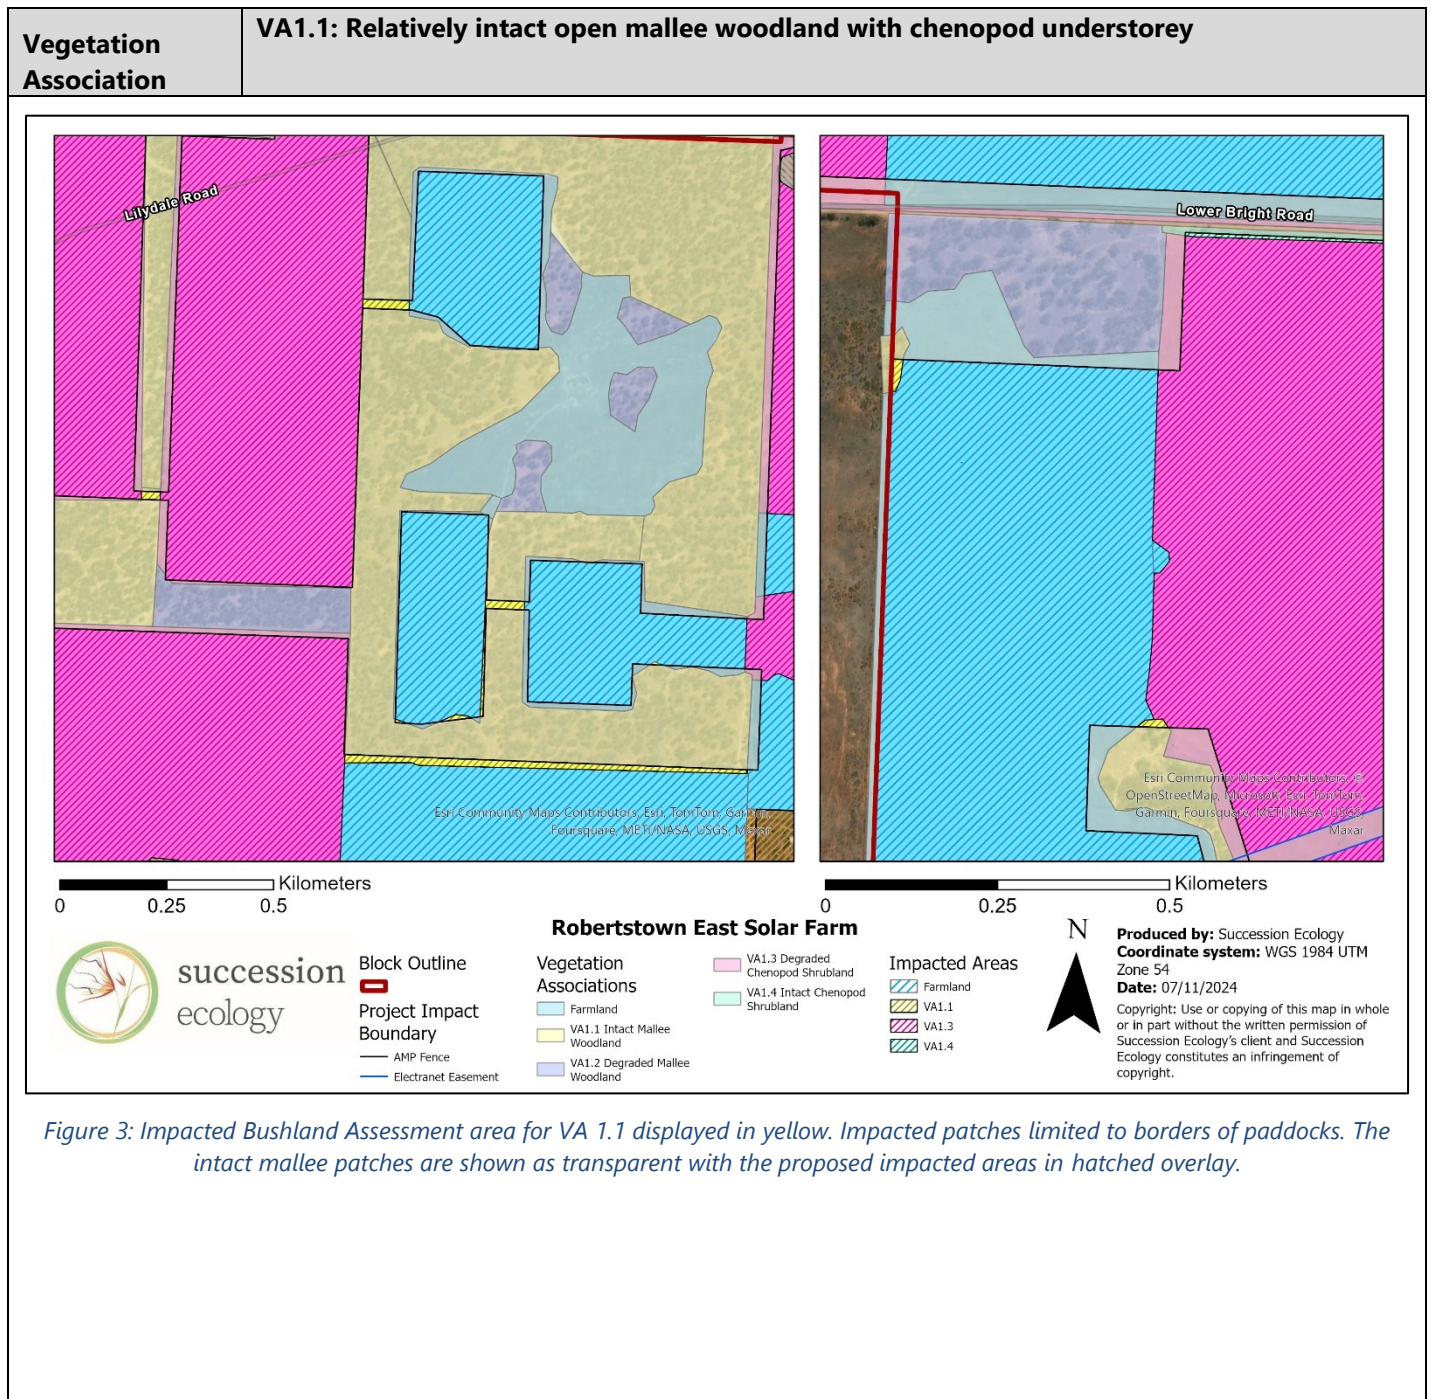 Vegetation
Association
VA1.1: Relatively intact open mallee woodland with chenopod understorey
Lilydale Road
Esri Community Maps Contributors, Esri, TomTom, Garmin,
Foursquare, METI/NASA, USGS, Maxar
Lower Bright Road
Esri Community Maps Contributors, ©
OpenStreetMap, Microsoft, Esri, TomTom,
Garmin, Foursquare, METI/NASA, USGS,
Maxar
Kilometers
0 0.25 0.5
Kilometers
0 0.25 0.5
Robertstown East Solar Farm
succession
ecology
Block Outline
Project Impact
Boundary
AMP Fence
Electranet Easement
Vegetation
Associations
Farmland
VA1.1 Intact Mallee
Woodland
VA1.2 Degraded Mallee
Woodland
VA1.3 Degraded
Chenopod Shrubland
VA1.4 Intact Chenopod
Shrubland
Impacted Areas
Farmland
VA1.1
VA1.3
VA1.4
N
Produced by: Succession Ecology
Coordinate system: WGS 1984 UTM
Zone 54
Date: 07/11/2024
Copyright: Use or copying of this map in whole
or in part without the written permission of
Succession Ecology's client and Succession
Ecology constitutes an infringement of
copyright.
Figure 3: Impacted Bushland Assessment area for VA 1.1 displayed in yellow. Impacted patches limited to borders of paddocks. The
intact mallee patches are shown as transparent with the proposed impacted areas in hatched overlay.